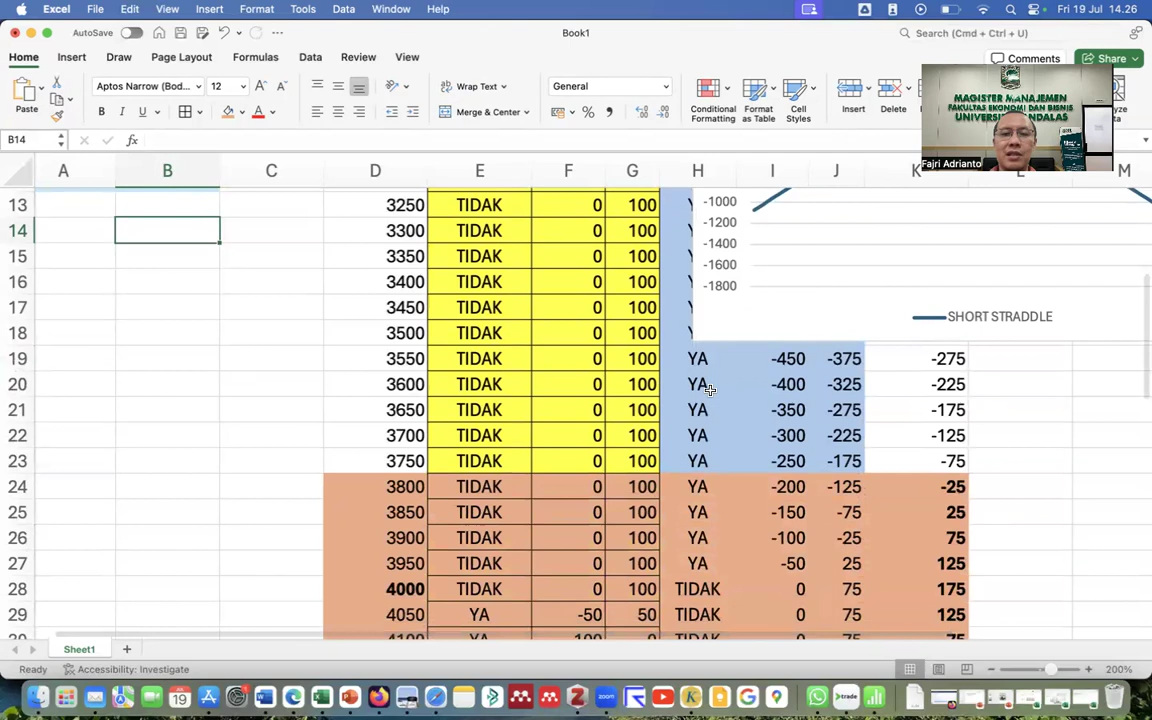 Excel File Edit View Insert Format Tools Data Window Help Fri 19 Jul 14.26
AutoSave Book1 Search (Cmd + Ctrl + U)
Home Insert Draw Page Layout Formulas Data Review View Comments Share
Paste Aptos Narrow (Bod... 12 A A Wrap Text General
B I U A Merge & Center % Conditional Formatting Format as Table Cell Styles Insert Delete
MAGISTER MANAJEMEN
FAKULTAS EKONOMI DAN BISNIS
Fajri Adrianto
B14 fx
A B C D E F G H I J K L M
13 3250 TIDAK 0 100
14 3300 TIDAK 0 100
15 3350 TIDAK 0 100
16 3400 TIDAK 0 100
17 3450 TIDAK 0 100
18 3500 TIDAK 0 100
-1000
-1200
-1400
-1600
-1800
SHORT STRADDLE
19 3550 TIDAK 0 100 YA -450 -375 -275
20 3600 TIDAK 0 100 YA -400 -325 -225
21 3650 TIDAK 0 100 YA -350 -275 -175
22 3700 TIDAK 0 100 YA -300 -225 -125
23 3750 TIDAK 0 100 YA -250 -175 -75
24 3800 TIDAK 0 100 YA -200 -125 -25
25 3850 TIDAK 0 100 YA -150 -75 25
26 3900 TIDAK 0 100 YA -100 -25 75
27 3950 TIDAK 0 100 YA -50 25 125
28 4000 TIDAK 0 100 TIDAK 0 75 175
29 4050 YA -50 50 TIDAK 0 75 125
Sheet1
Ready Accessibility: Investigate 200%